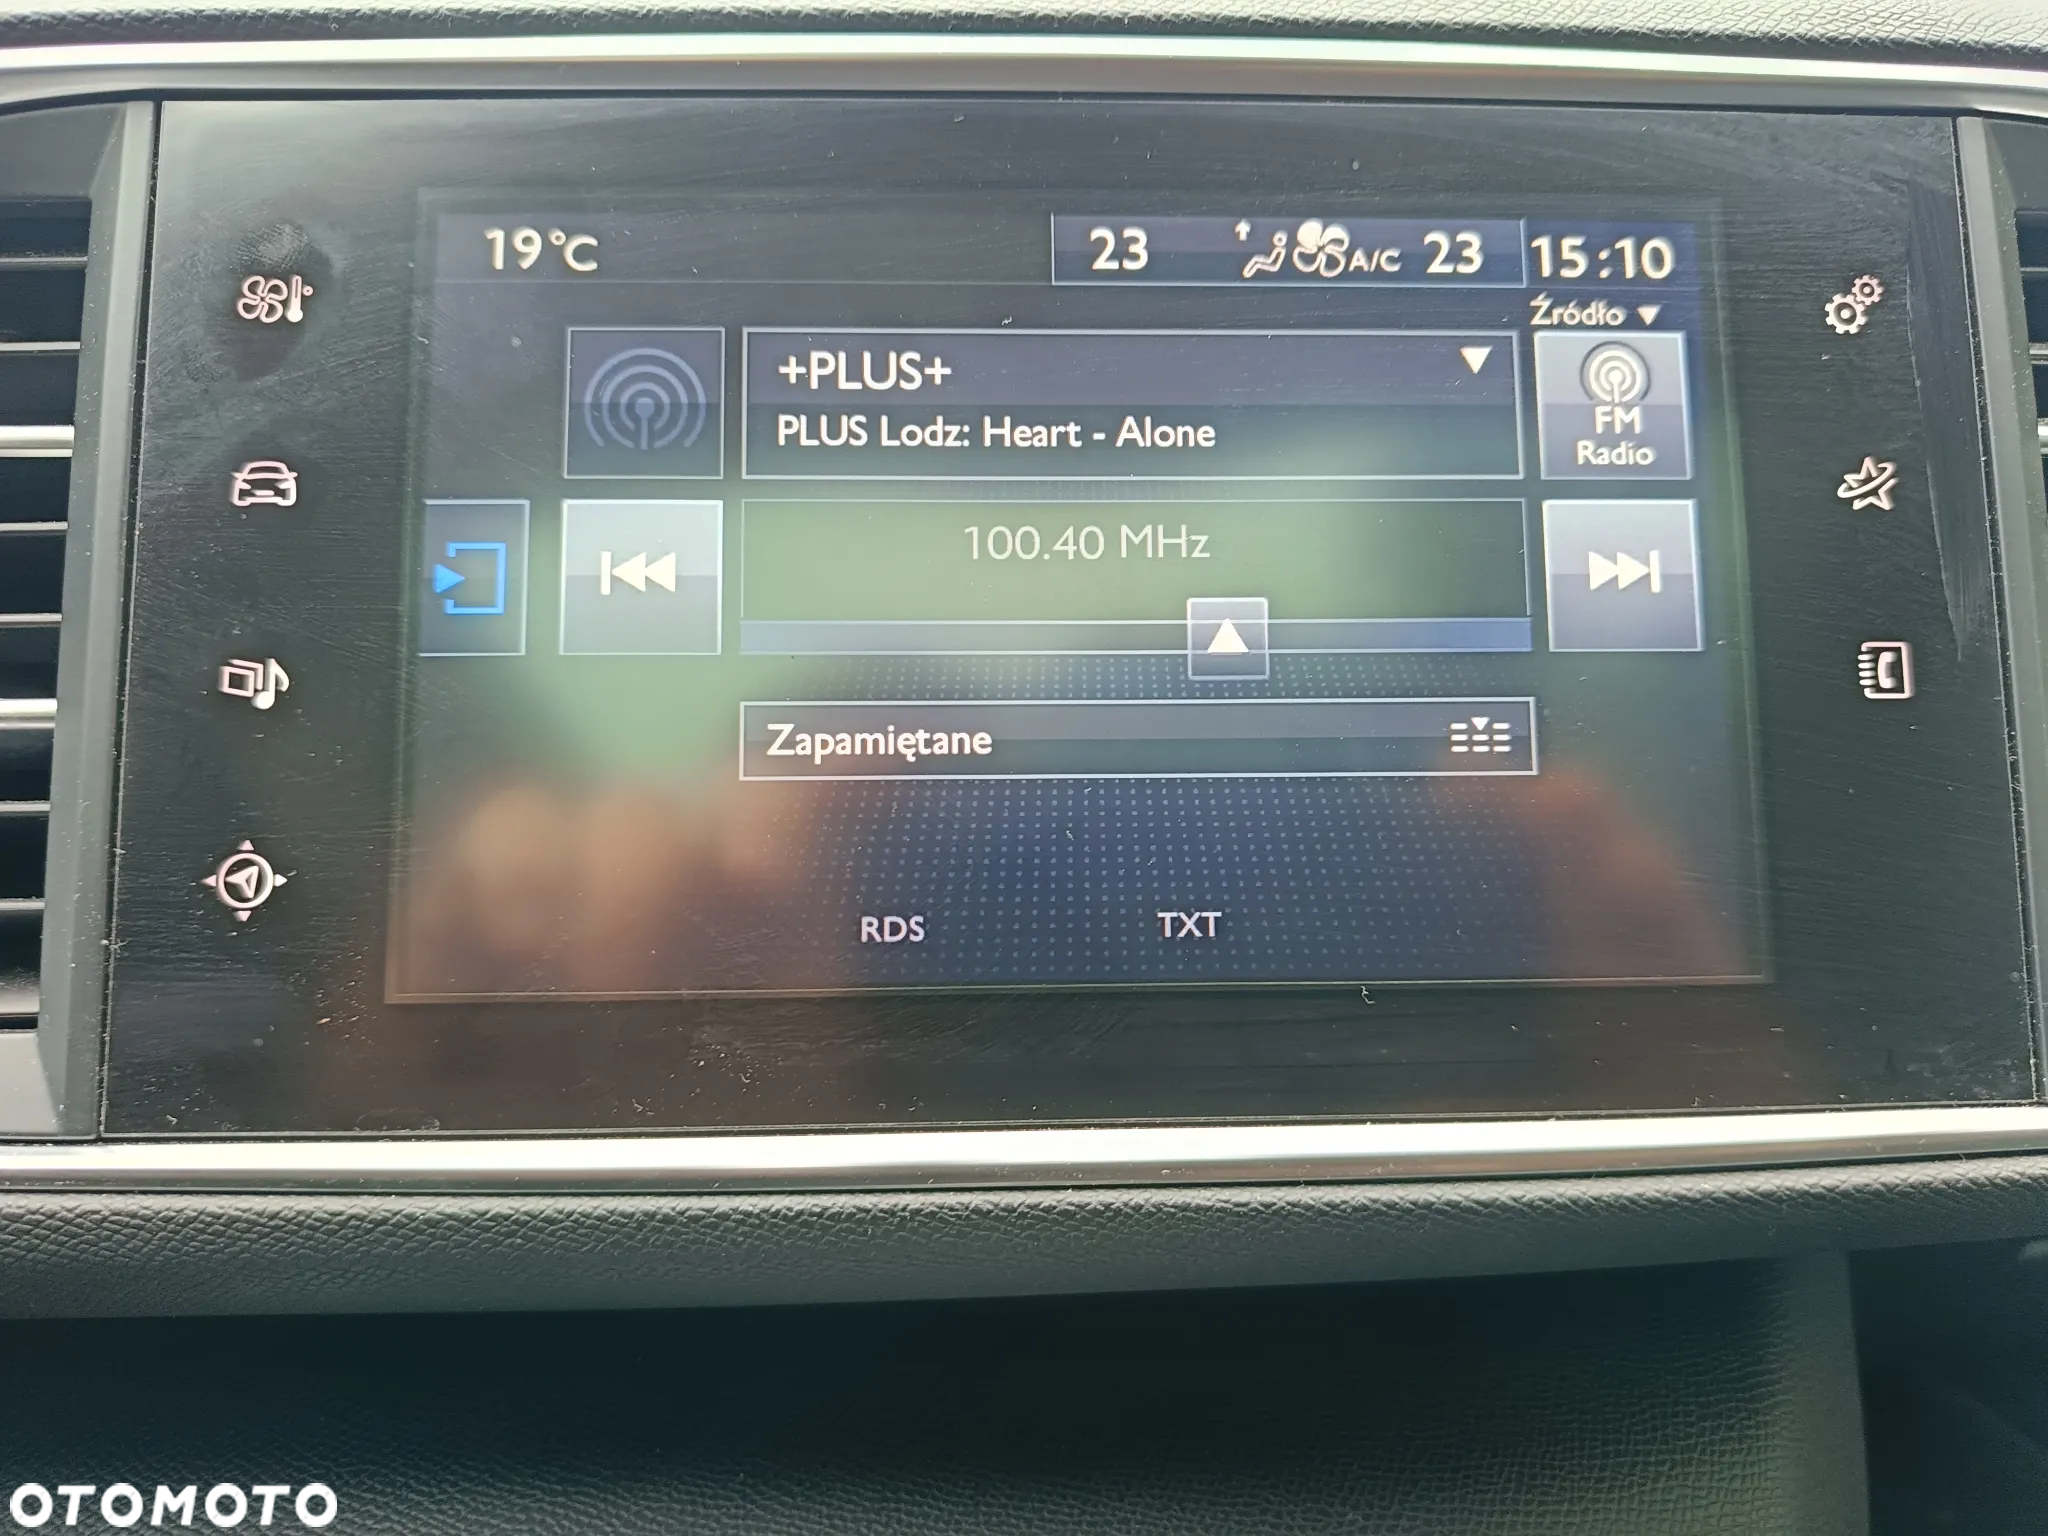 19°C
23 A/C 23 15:10
Źródło
+PLUS+
PLUS Lodz: Heart - Alone
FM
Radio
100.40 MHz
Zapamiętane
RDS TXT
OTOMOTO